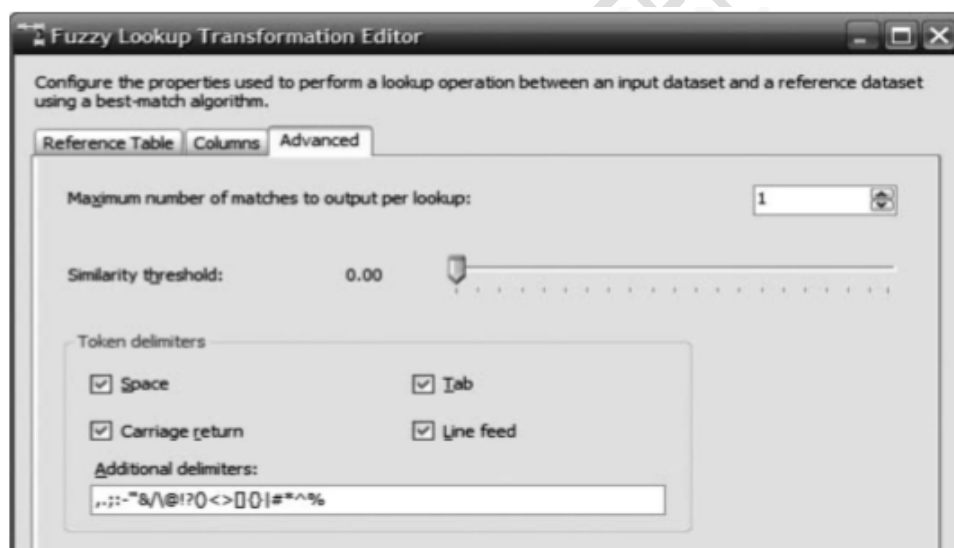 Fuzzy Lookup Transformation Editor
Configure the properties used to perform a lookup operation between an input dataset and a reference dataset
using a best-match algorithm.
Reference Table Columns Advanced
Maximum number of matches to output per lookup: 1
Similarity threshold: 0.00
Token delimiters
Space Tab
Carriage return Line feed
Additional delimiters:
,.;:-"'&/\@!?()<>[]{}|#*^%